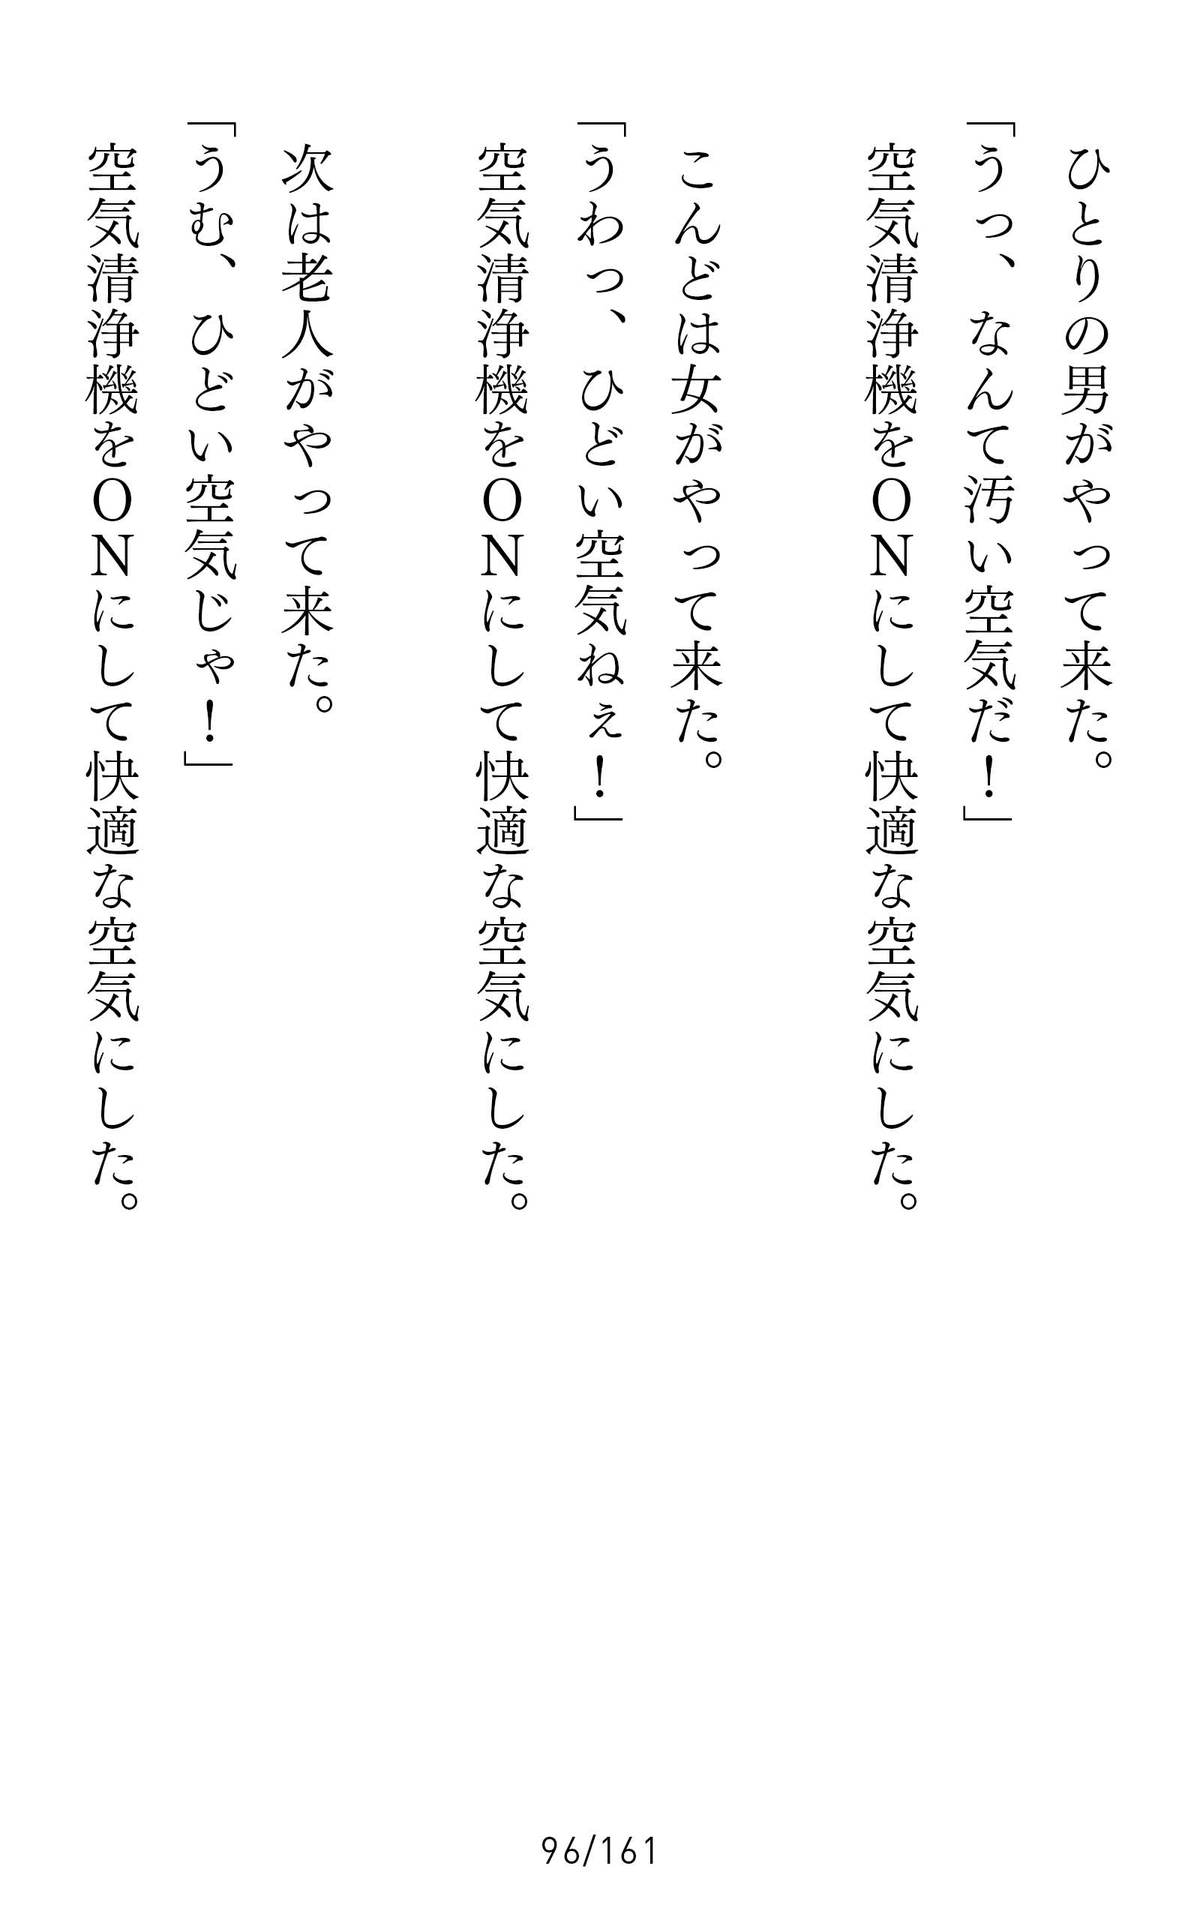 ひとりの男がやって来た。
「うっ、なんて汚い空気だ！」
空気清浄機をＯＮにして快適な空気にした。
こんどは女がやって来た。
「うわっ、ひどい空気ねぇ！」
空気清浄機をＯＮにして快適な空気にした。
次は老人がやって来た。
「うむ、ひどい空気じゃ！」
空気清浄機をＯＮにして快適な空気にした。
96/161